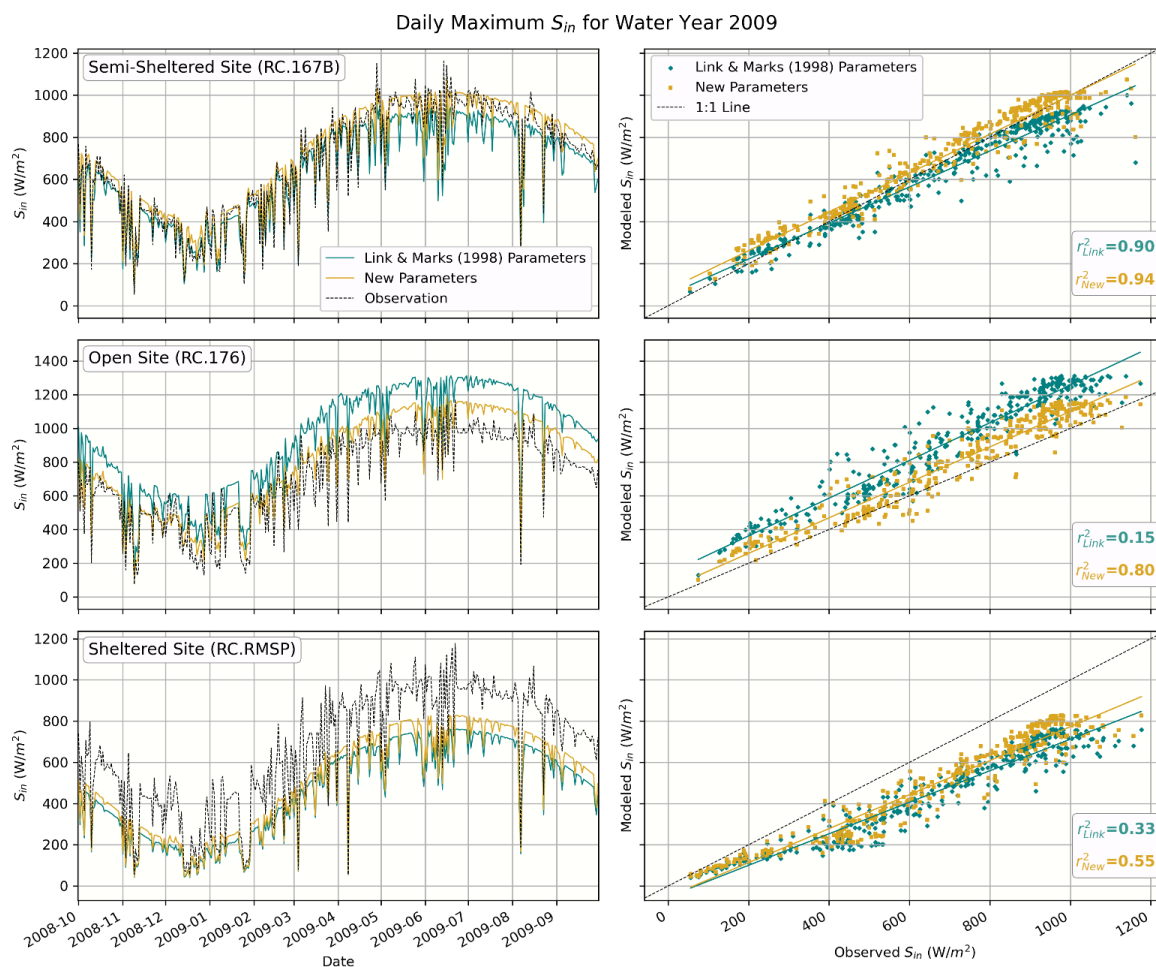 Daily Maximum S_in for Water Year 2009
Semi-Sheltered Site (RC.167B)
1200
1000
800
600
400
200
0
S_in (W/m²)
Link & Marks (1998) Parameters
New Parameters
Observation
Link & Marks (1998) Parameters
New Parameters
1:1 Line
Modeled S_in (W/m²)
r²_Link=0.90
r²_New=0.94
Open Site (RC.176)
1400
1200
1000
800
600
400
200
0
S_in (W/m²)
Modeled S_in (W/m²)
r²_Link=0.15
r²_New=0.80
Sheltered Site (RC.RMSP)
1200
1000
800
600
400
200
0
S_in (W/m²)
2008-10
2008-11
2008-12
2009-01
2009-02
2009-03
2009-04
2009-05
2009-06
2009-07
2009-08
2009-09
Date
Modeled S_in (W/m²)
r²_Link=0.33
r²_New=0.55
0
200
400
600
800
1000
1200
Observed S_in (W/m²)